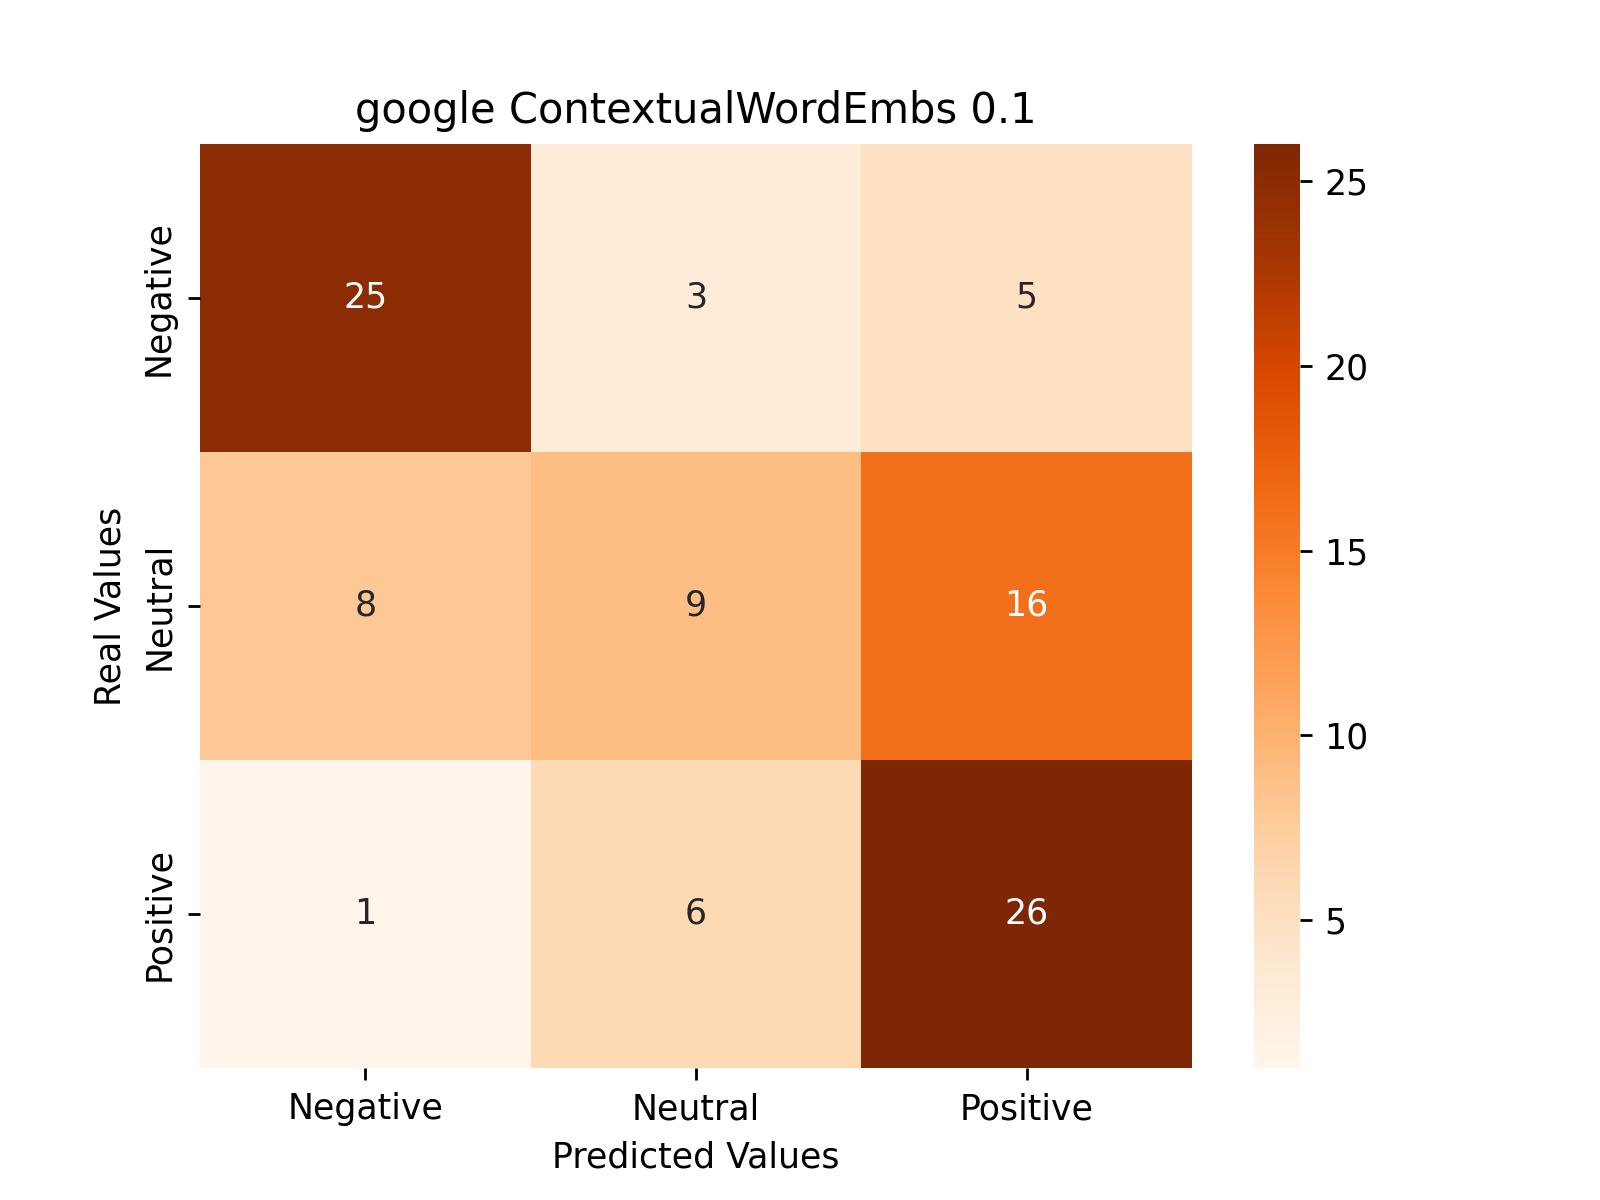 google ContextualWordEmbs 0.1
Real Values
Negative
25
3
5
Neutral
8
9
16
Positive
1
6
26
Negative
Neutral
Positive
Predicted Values
25
20
15
10
5